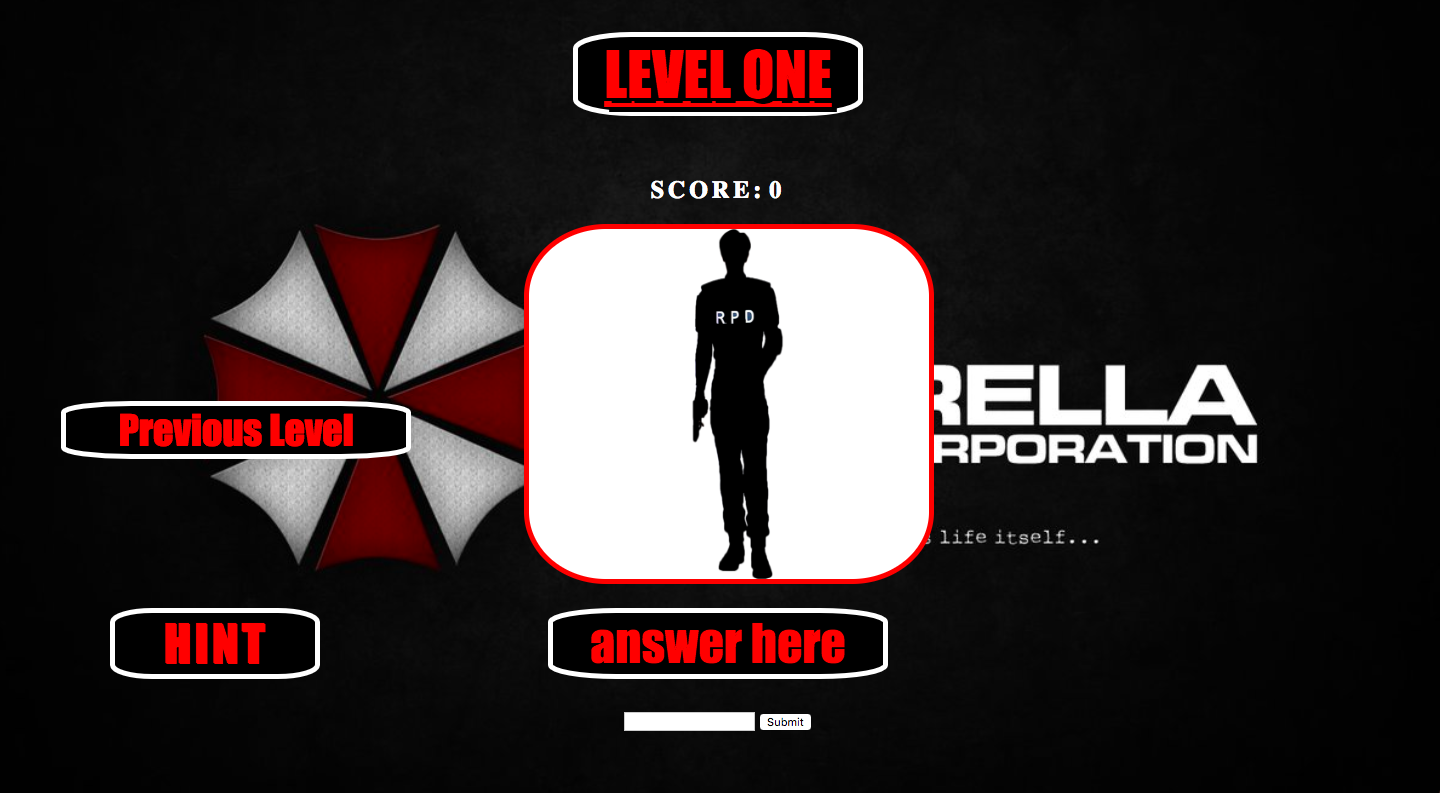 LEVEL ONE
SCORE: 0
RPD
RELLA
RPORATION
Previous Level
life itself...
HINT
answer here
Submit